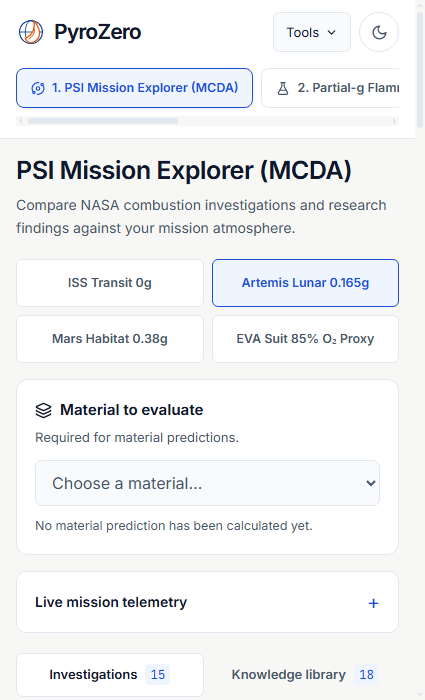 PyroZero
Tools
1. PSI Mission Explorer (MCDA)
2. Partial-g
PSI Mission Explorer (MCDA)
Compare NASA combustion investigations and research
findings against your mission atmosphere.
ISS Transit 0g
Artemis Lunar 0.165g
Mars Habitat 0.38g
EVA Suit 85% O₂ Proxy
Material to evaluate
Required for material predictions.
Choose a material...
No material prediction has been calculated yet.
Live mission telemetry
+
Investigations 15
Knowledge library 18